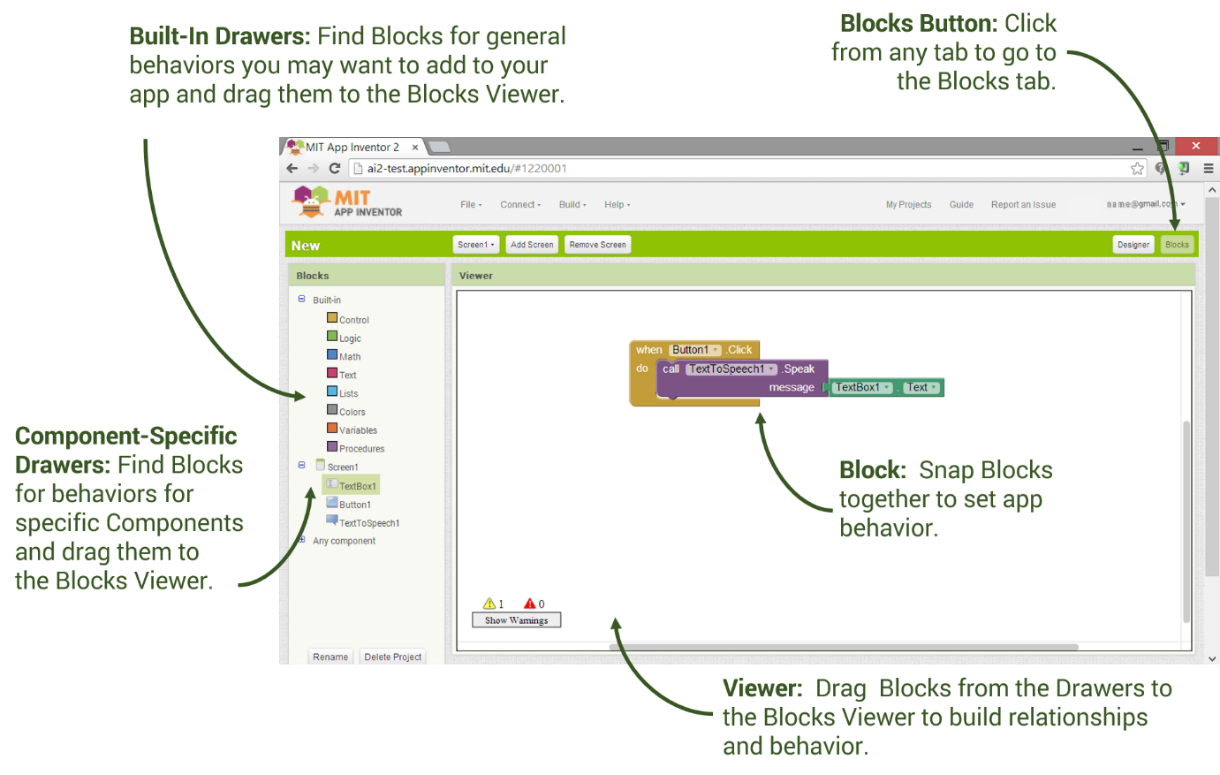 Built-In Drawers: Find Blocks for general
behaviors you may want to add to your
app and drag them to the Blocks Viewer.
Blocks Button: Click
from any tab to go to
the Blocks tab.
MIT App Inventor 2 ×
ai2-test.appinventor.mit.edu/#1220001
MIT
APP INVENTOR
File Connect Build Help
My Projects Guide Report an Issue name@gmail.com
New
Screen1 Add Screen Remove Screen
Designer Blocks
Blocks
Viewer
Built-in
Control
Logic
Math
Text
Lists
Colors
Variables
Procedures
Screen1
TextBox1
Button1
TextToSpeech1
Any component
when Button1 .Click
do call TextToSpeech1 .Speak
message TextBox1 . Text
Component-Specific
Drawers: Find Blocks
for behaviors for
specific Components
and drag them to
the Blocks Viewer.
Block: Snap Blocks
together to set app
behavior.
1 0
Show Warnings
Rename Delete Project
Viewer: Drag Blocks from the Drawers to
the Blocks Viewer to build relationships
and behavior.